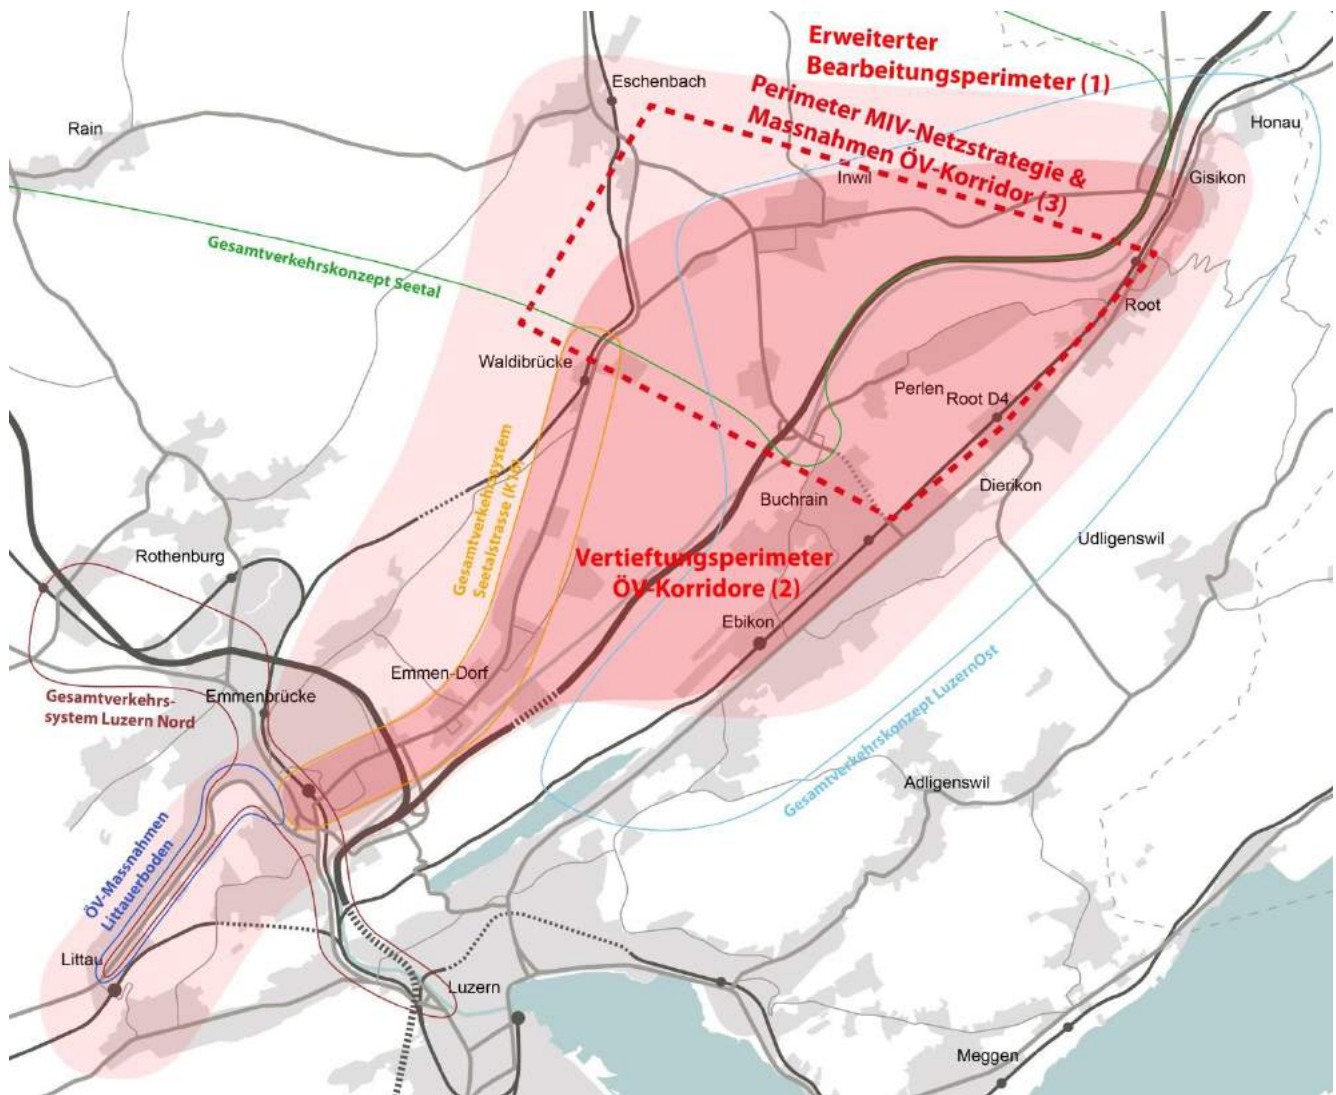 Erweiterter
Bearbeitungsperimeter (1)
Eschenbach
Perimeter MIV-Netzstrategie &
Massnahmen ÖV-Korridor (3)
Honau
Rain
Inwil
Gisikon
Gesamtverkehrskonzept Seetal
Root
Waldibrücke
Perlen
Root D4
Gesamtverkehrssystem
Seetalstrasse (K16)
Buchrain
Dierikon
Udligenswil
Rothenburg
Vertieftungsperimeter
ÖV-Korridore (2)
Ebikon
Emmen-Dorf
Gesamtverkehrs-
system Luzern Nord
Emmenbrücke
Gesamtverkehrskonzept LuzernOst
Adligenswil
ÖV-Massnahmen
Littauerboden
Littau
Luzern
Meggen